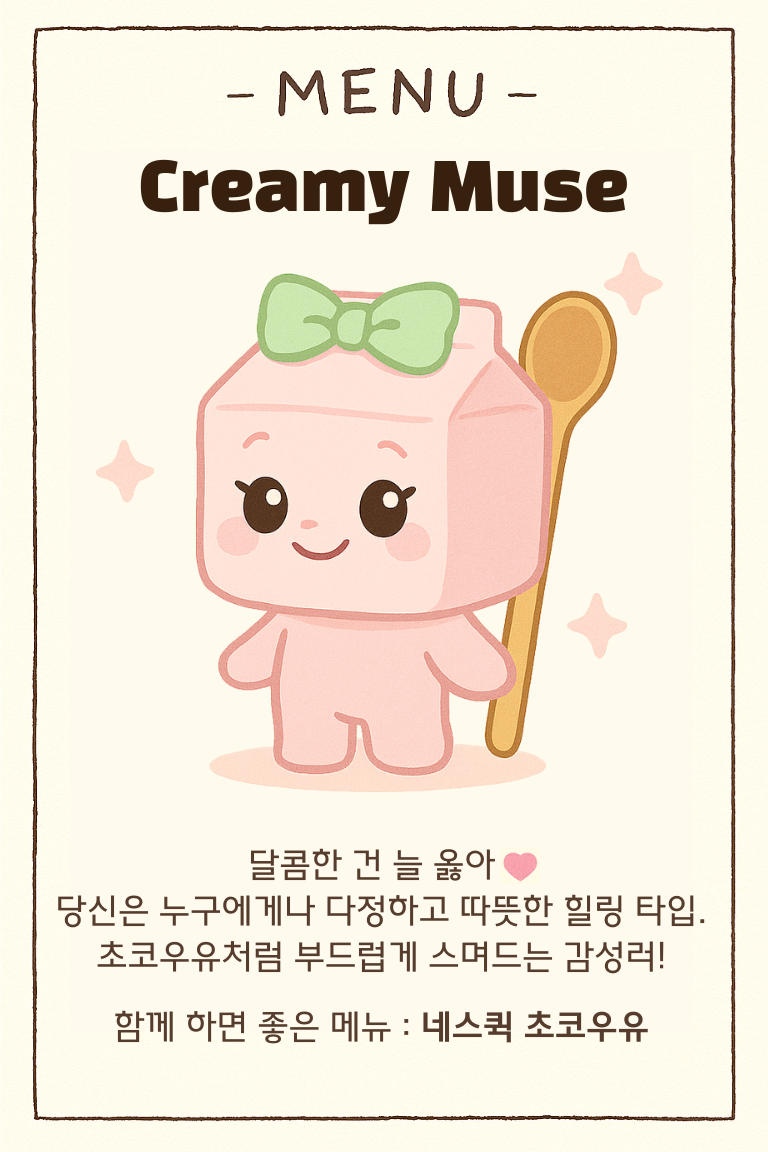 - MENU -
Creamy Muse
달콤한 건 늘 옳아🩷
당신은 누구에게나 다정하고 따뜻한 힐링 타입.
초코우유처럼 부드럽게 스며드는 감성러!
함께 하면 좋은 메뉴 : 네스퀵 초코우유